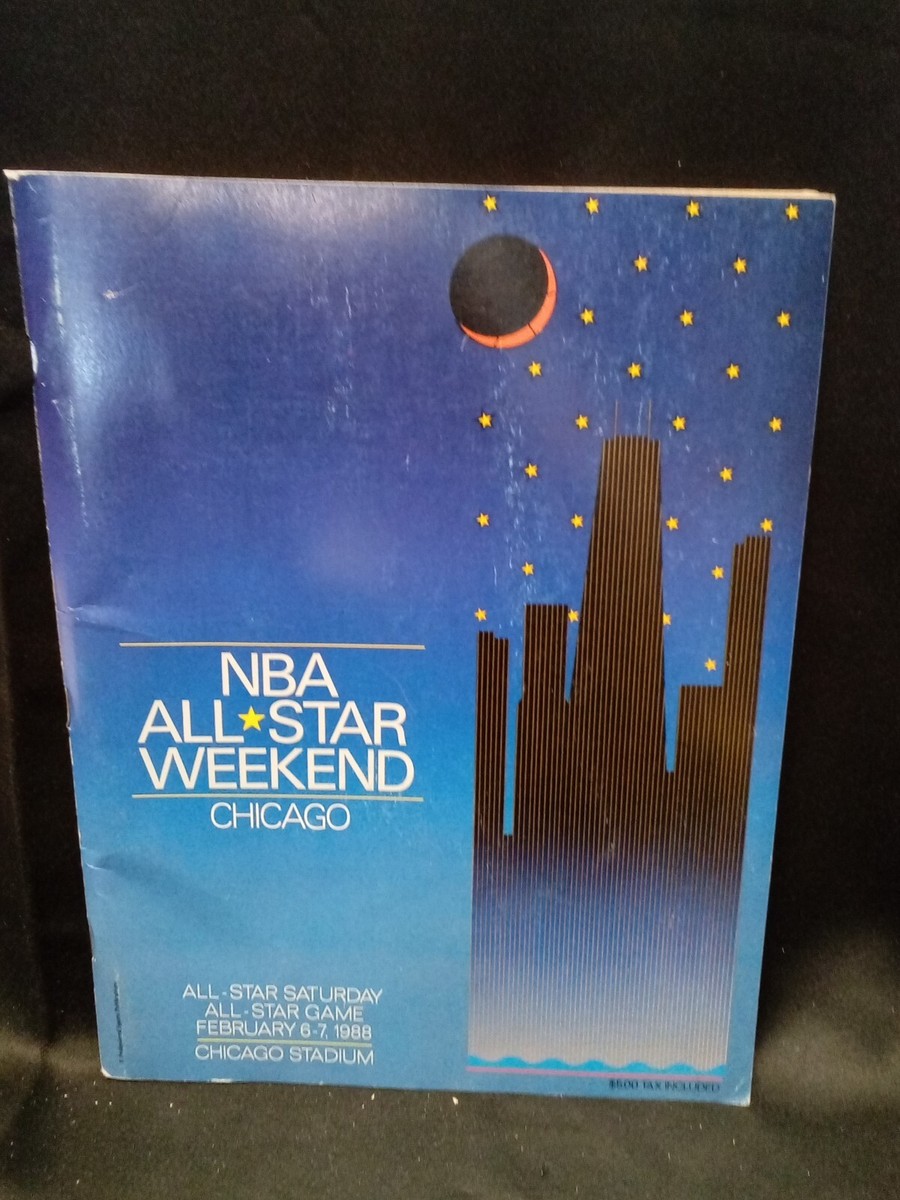 NBA
ALL★STAR
WEEKEND
CHICAGO
ALL-STAR SATURDAY
ALL-STAR GAME
FEBRUARY 6-7, 1988
CHICAGO STADIUM
$5.00 TAX INCLUDED